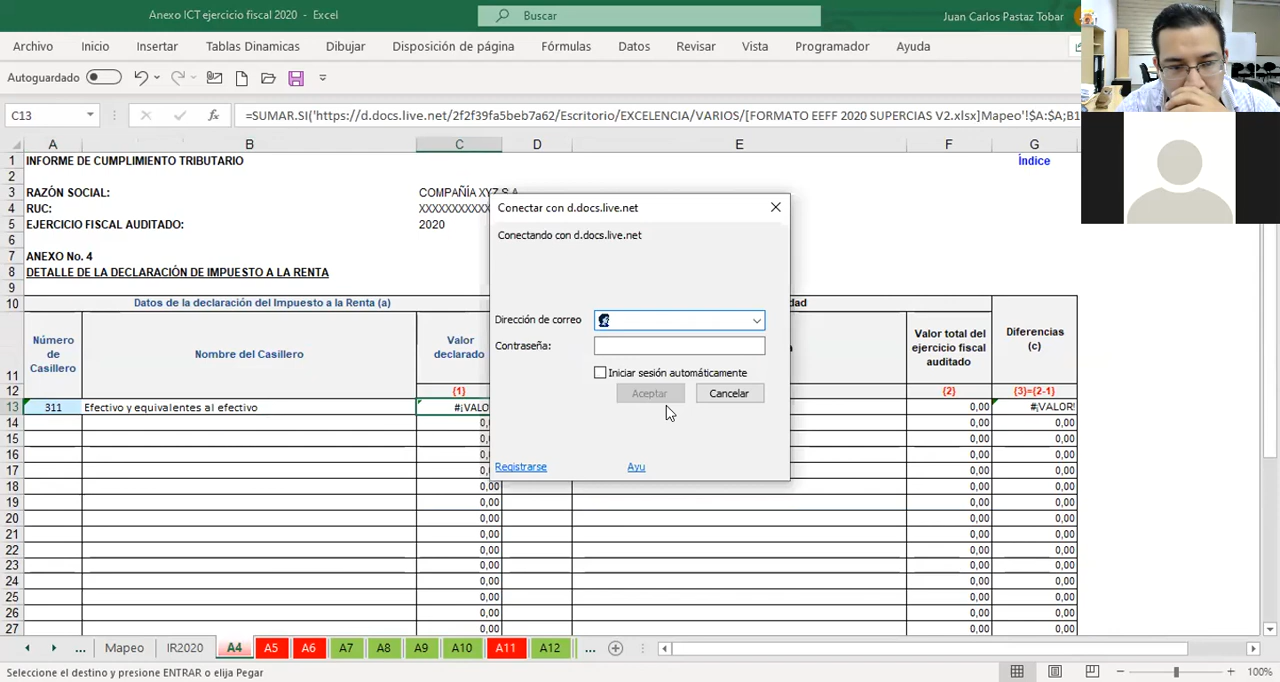 Anexo ICT ejercicio fiscal 2020 - Excel
Buscar
Juan Carlos Pastaz Tobar
Archivo Inicio Insertar Tablas Dinamicas Dibujar Disposición de página Fórmulas Datos Revisar Vista Programador Ayuda
Autoguardado
C13 fx =SUMAR.SI('https://d.docs.live.net/2f2f39fa5beb7a62/Escritorio/EXCELENCIA/VARIOS/[FORMATO EEFF 2020 SUPERCIAS V2.xlsx]Mapeo'!$A:$A;B1
A B C D E F G
1 INFORME DE CUMPLIMIENTO TRIBUTARIO Índice
2
3 RAZÓN SOCIAL: COMPAÑÍA XYZ S.A.
4 RUC: XXXXXXXXXXX
5 EJERCICIO FISCAL AUDITADO: 2020
6
7 ANEXO No. 4
8 DETALLE DE LA DECLARACIÓN DE IMPUESTO A LA RENTA
9
10 Datos de la declaración del Impuesto a la Renta (a) dad
11 Número de Casillero Nombre del Casillero Valor declarado Valor total del ejercicio fiscal auditado Diferencias (c)
12 {1} {2} {3}={2-1}
13 311 Efectivo y equivalentes al efectivo #¡VALO 0,00 #¡VALOR!
14 0,00 0,00 0,00
15 0,00 0,00 0,00
16 0,00 0,00 0,00
17 0,00 0,00 0,00
18 0,00 0,00 0,00
19 0,00 0,00 0,00
20 0,00 0,00 0,00
21 0,00 0,00 0,00
22 0,00 0,00 0,00
23 0,00 0,00 0,00
24 0,00 0,00 0,00
25 0,00 0,00 0,00
26 0,00 0,00 0,00
27 0,00 0,00 0,00
Conectar con d.docs.live.net
Conectando con d.docs.live.net
Dirección de correo
Contraseña:
Iniciar sesión automáticamente
Aceptar Cancelar
Registrarse Ayu
... Mapeo IR2020 A4 A5 A6 A7 A8 A9 A10 A11 A12 ...
Seleccione el destino y presione ENTRAR o elija Pegar
100%